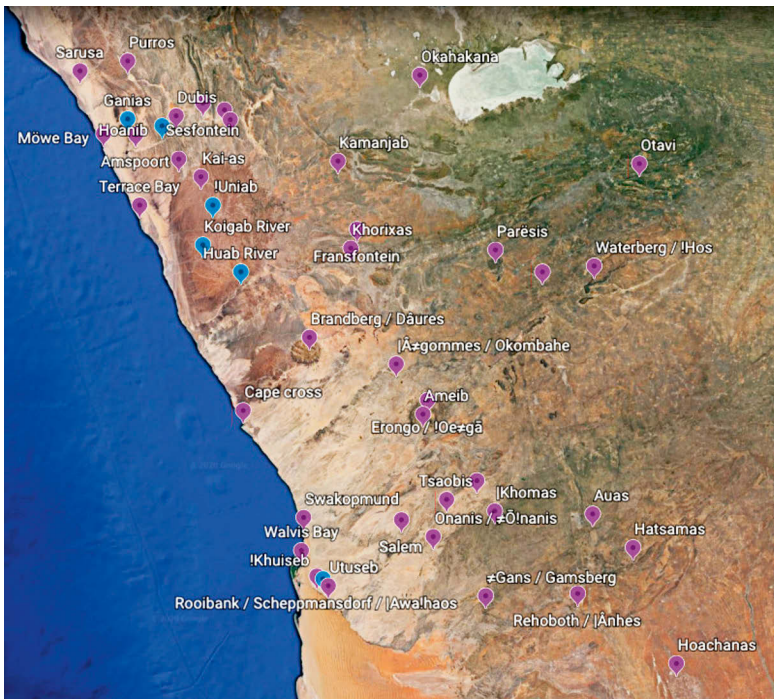 Purros
Sarusa
Okahakana
Ganias
Dubis
Möwe Bay
Hoanib
Sesfontein
Kamanjab
Otavi
Amspoort
Kai-as
Terrace Bay
!Uniab
Koigab River
Khorixas
Parēsis
Huab River
Fransfontein
Waterberg / !Hos
Brandberg / Dâures
|Â≠gommes / Okombahe
Cape cross
Ameib
Erongo / !Oe≠gā
Tsaobis
Swakopmund
|Khomas
Auas
Onanis / ≠Ō!nanis
Walvis Bay
Salem
Hatsamas
!Khuiseb
Utuseb
≠Gans / Gamsberg
Rooibank / Scheppmansdorf / |Awa!haos
Rehoboth / |Ânhes
Hoachanas